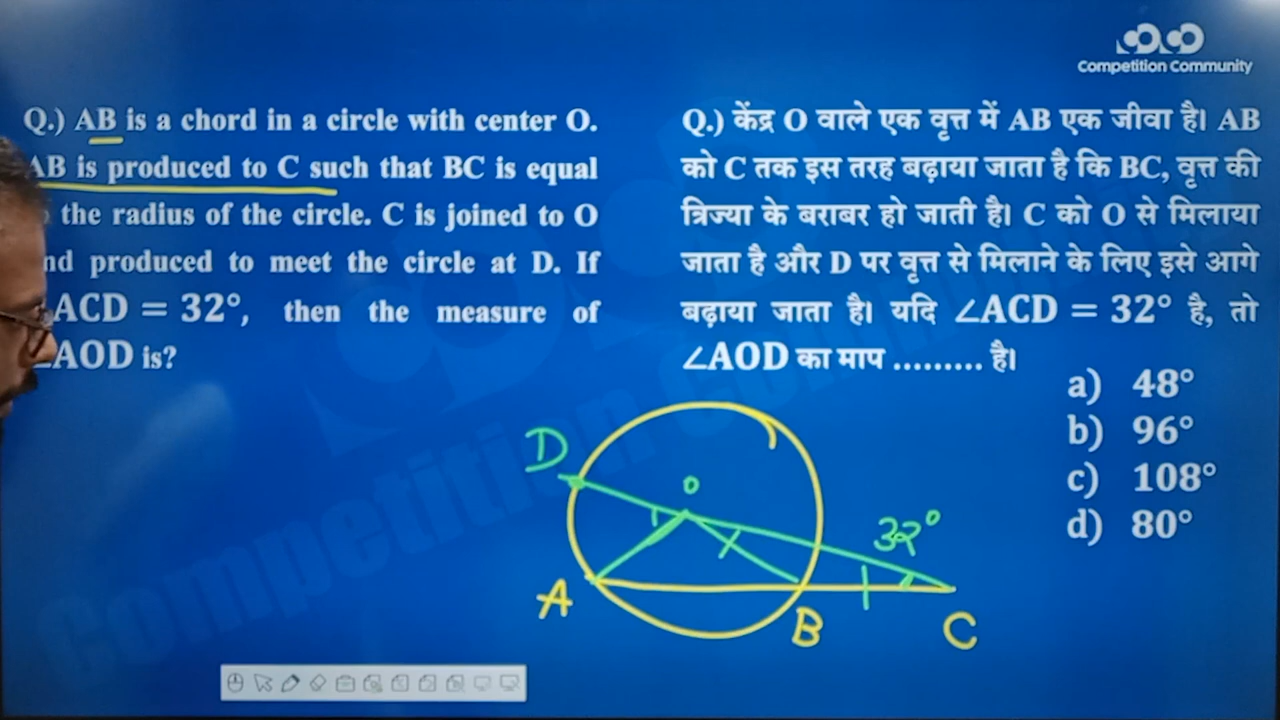 Competition Community
Q.) AB is a chord in a circle with center O.
AB is produced to C such that BC is equal
the radius of the circle. C is joined to O
nd produced to meet the circle at D. If
∠ACD = 32°, then the measure of
∠AOD is?
Q.) केंद्र O वाले एक वृत्त में AB एक जीवा है। AB
को C तक इस तरह बढ़ाया जाता है कि BC, वृत्त की
त्रिज्या के बराबर हो जाती है। C को O से मिलाया
जाता है और D पर वृत्त से मिलाने के लिए इसे आगे
बढ़ाया जाता है। यदि ∠ACD = 32° है, तो
∠AOD का माप ......... है।
a) 48°
b) 96°
c) 108°
d) 80°
D
O
32°
A
B
C
Competition Community